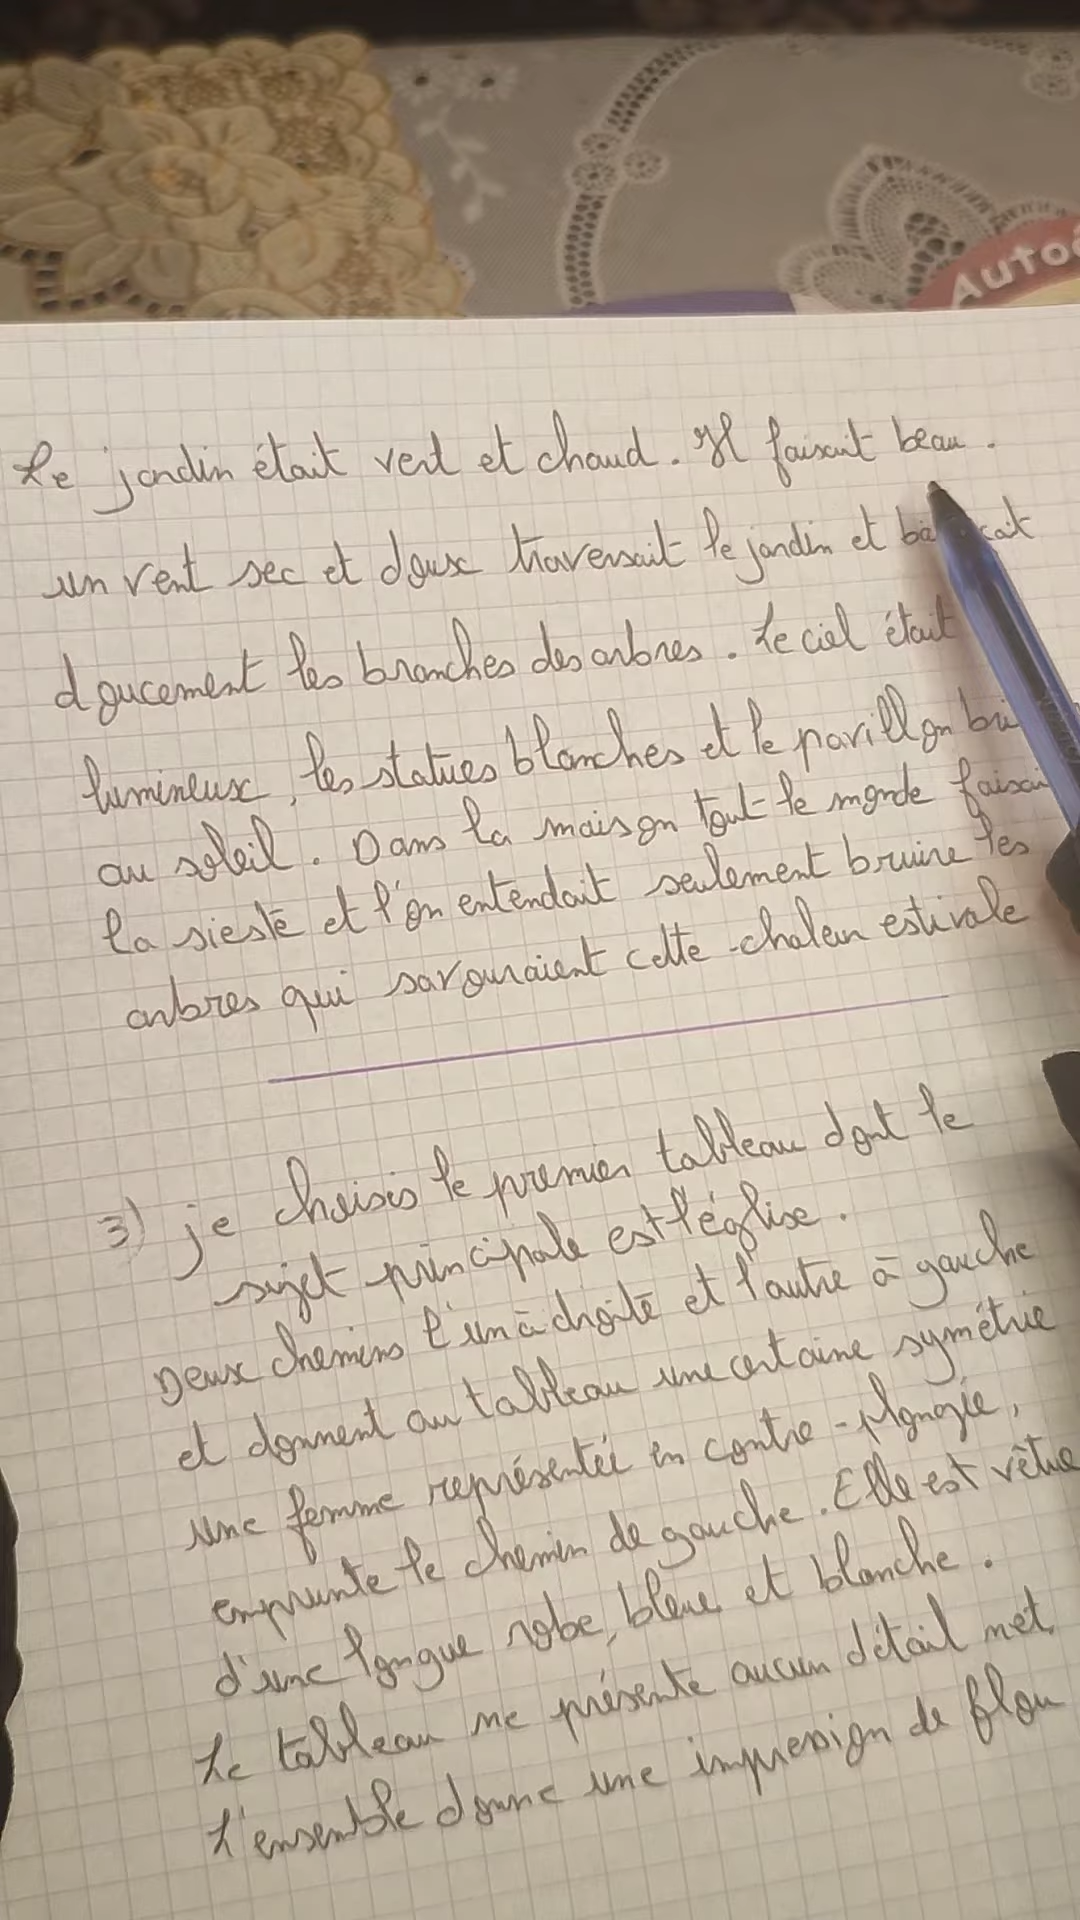 Auto
Le jardin était vert et chaud. Il faisait beau.
un vent sec et doux traversait le jardin et
doucement les branches des arbres. Le ciel était
lumineux, les statues blanches et le pavillon
au soleil. Dans la maison tout le monde faisai
la sieste et l'on entendait seulement bruire les
arbres qui savouraient cette chaleur estivale
3) je choisis le premier tableau dont le
sujet principale est l'église.
Deux chemins l'un à droite et l'autre à gauche
et donnent au tableau une certaine symétrie
une femme représentée en contre-plongée,
emprunte le chemin de gauche. Elle est vêtue
d'une longue robe, bleue et blanche.
Le tableau ne présente aucun détail net,
L'ensemble donne une impression de flou